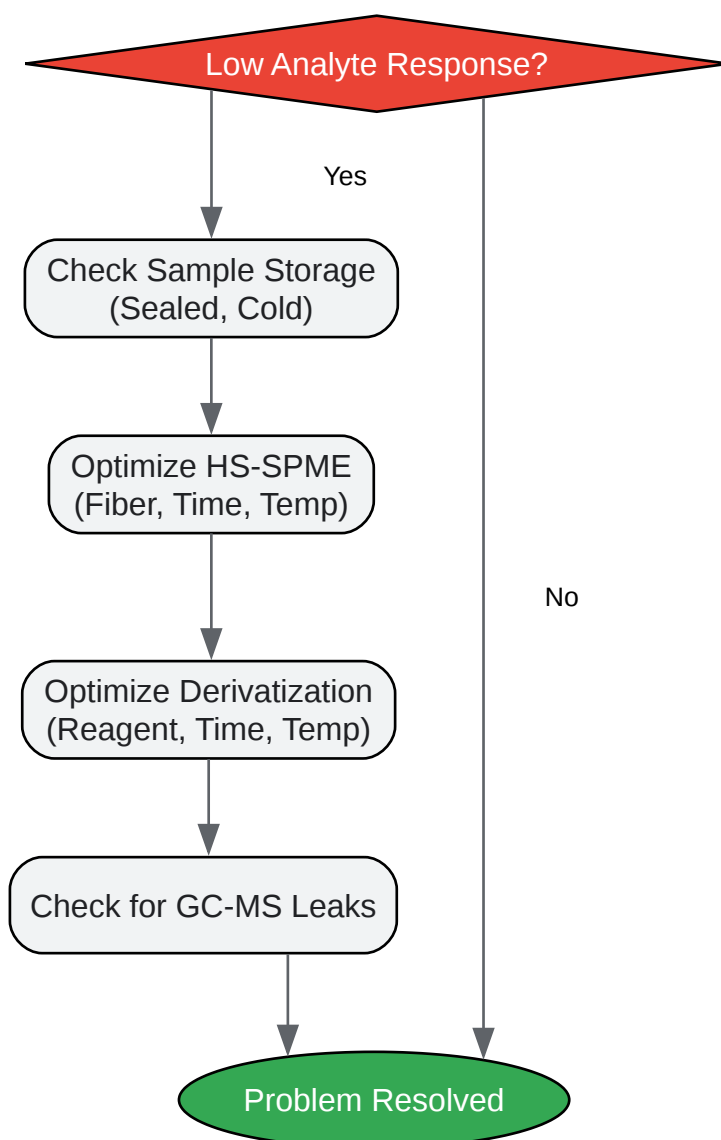 Low Analyte Response?
Yes
Check Sample Storage
(Sealed, Cold)
Optimize HS-SPME
(Fiber, Time, Temp)
No
Optimize Derivatization
(Reagent, Time, Temp)
Check for GC-MS Leaks
Problem Resolved